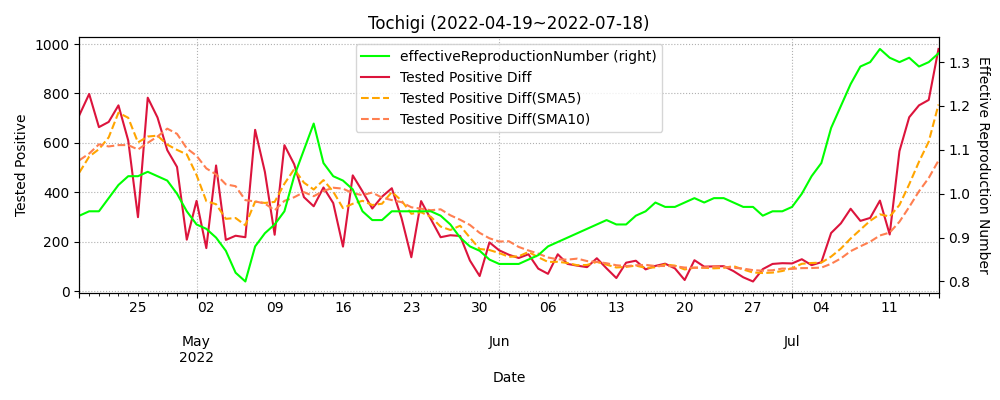 Tochigi (2022-04-19~2022-07-18)
effectiveReproductionNumber (right)
Tested Positive Diff
Tested Positive Diff(SMA5)
Tested Positive Diff(SMA10)
Tested Positive
1000
800
600
400
200
0
Effective Reproduction Number
1.3
1.2
1.1
1.0
0.9
0.8
25 02 09 16 23 30 06 13 20 27 04 11
May Jun Jul
2022
Date